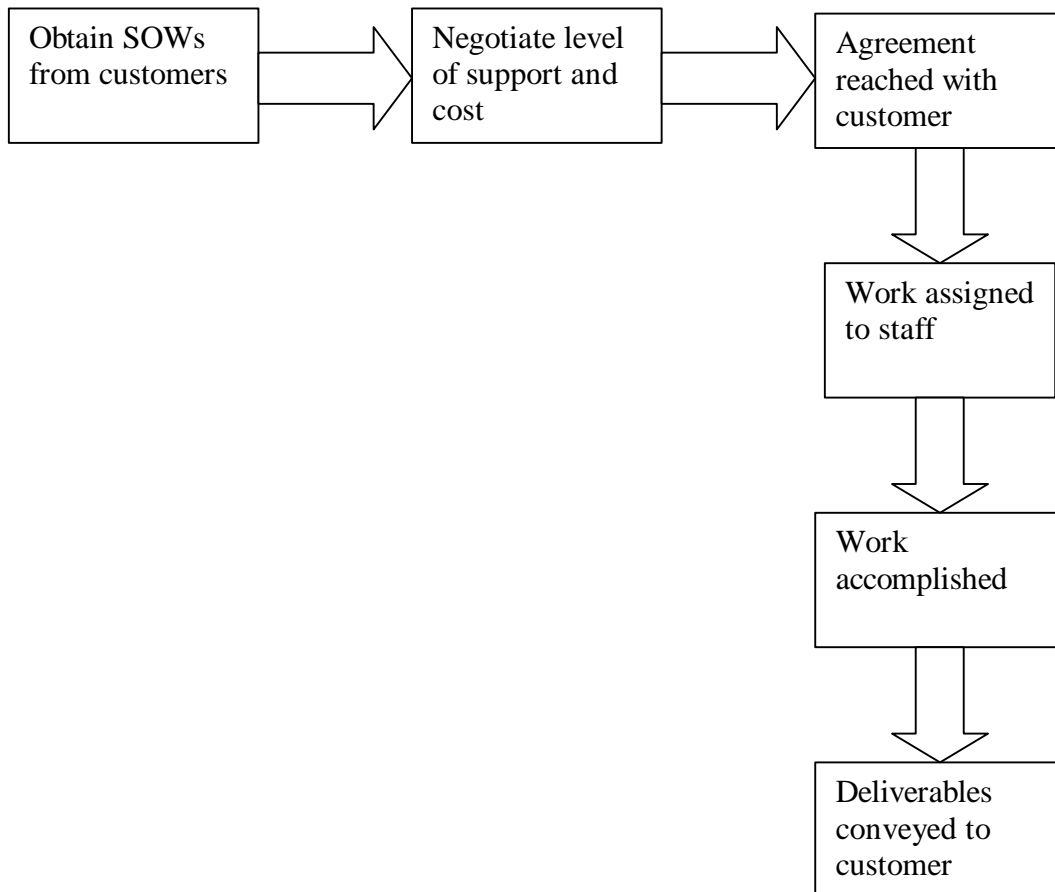 Obtain SOWs
from customers
Negotiate level
of support and
cost
Agreement
reached with
customer
Work assigned
to staff
Work
accomplished
Deliverables
conveyed to
customer